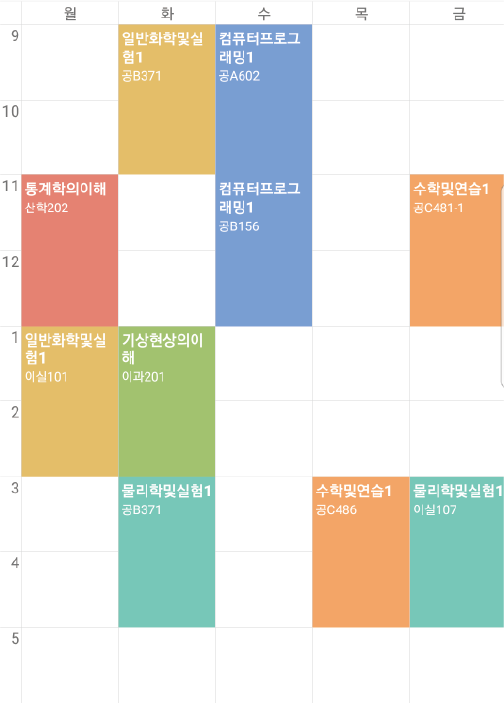 월 화 수 목 금
9
일반화학및실
험1
공B371
컴퓨터프로그
래밍1
공A602
10
11
통계학의이해
산학202
컴퓨터프로그
래밍1
공B156
수학및연습1
공C481-1
12
1
일반화학및실
험1
이실101
기상현상의이
해
이과201
2
3
물리학및실험1
공B371
수학및연습1
공C486
물리학및실험1
이실107
4
5